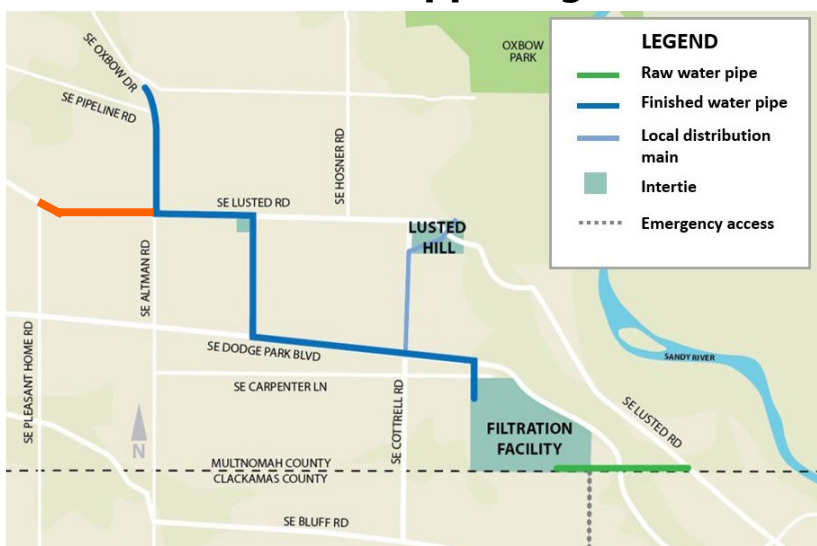 OXBOW
PARK
LEGEND
Raw water pipe
Finished water pipe
Local distribution
main
Intertie
Emergency access
SE OXBOW DR
SE PIPELINE RD
SE HOSNER RD
SE LUSTED RD
LUSTED
HILL
SE ALTMAN RD
SE PLEASANT HOME RD
SE DODGE PARK BLVD
SE CARPENTER LN
SE COTTRELL RD
SANDY RIVER
SE LUSTED RD
FILTRATION
FACILITY
N
MULTNOMAH COUNTY
CLACKAMAS COUNTY
SE BLUFF RD